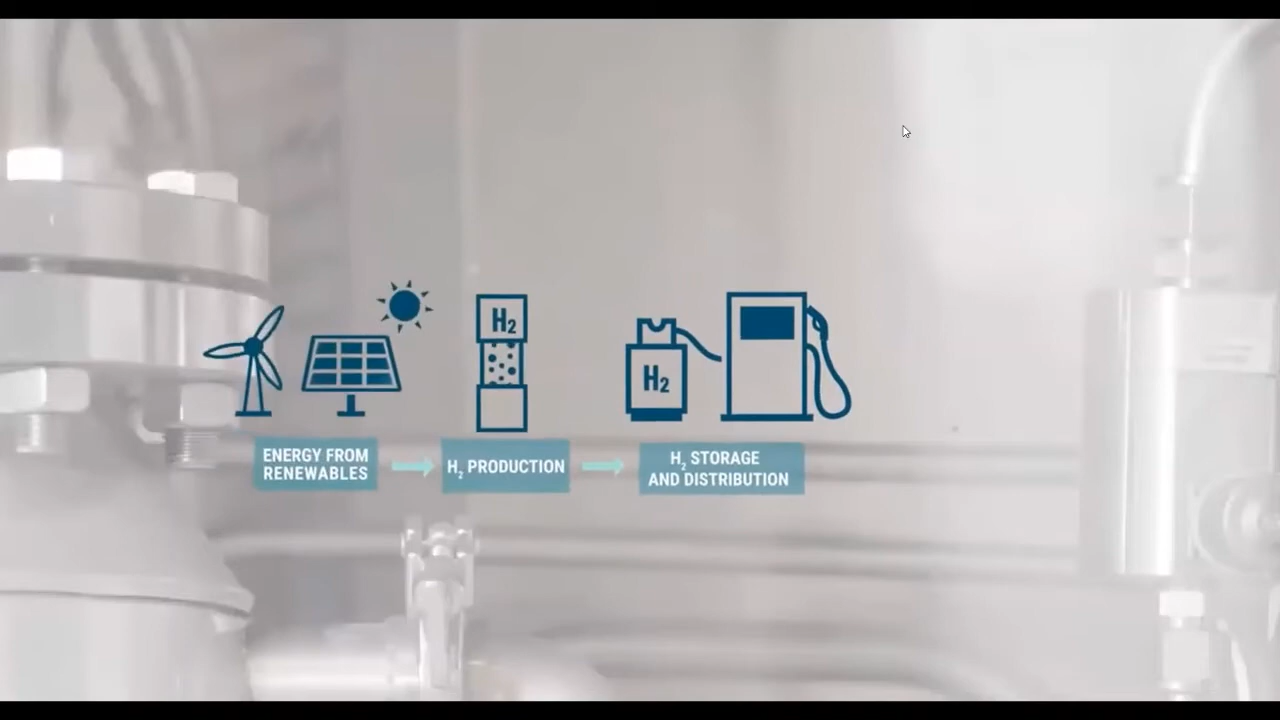 H₂
H₂
ENERGY FROM
RENEWABLES
H₂ PRODUCTION
H₂ STORAGE
AND DISTRIBUTION